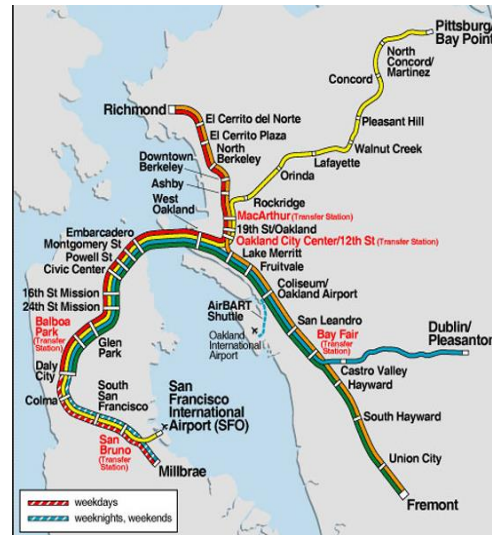 Pittsburg/
Bay Point
North
Concord/
Martinez
Concord
Richmond
El Cerrito del Norte
Pleasant Hill
El Cerrito Plaza
North
Berkeley
Walnut Creek
Downtown
Berkeley
Lafayette
Orinda
Ashby
West
Oakland
Rockridge
MacArthur (Transfer Station)
19th St/Oakland
Oakland City Center/12th St (Transfer Station)
Embarcadero
Montgomery St
Powell St
Civic Center
Lake Merritt
Fruitvale
Coliseum/
Oakland Airport
16th St Mission
24th St Mission
AirBART
Shuttle
Oakland
International
Airport
San Leandro
Balboa
Park
(Transfer
Station)
Bay Fair
(Transfer
Station)
Dublin/
Pleasanton
Glen
Park
Castro Valley
Daly
City
Hayward
Colma
South
San
Francisco
San
Francisco
International
Airport (SFO)
South Hayward
San
Bruno
(Transfer
Station)
Millbrae
Union City
Fremont
weekdays
weeknights, weekends